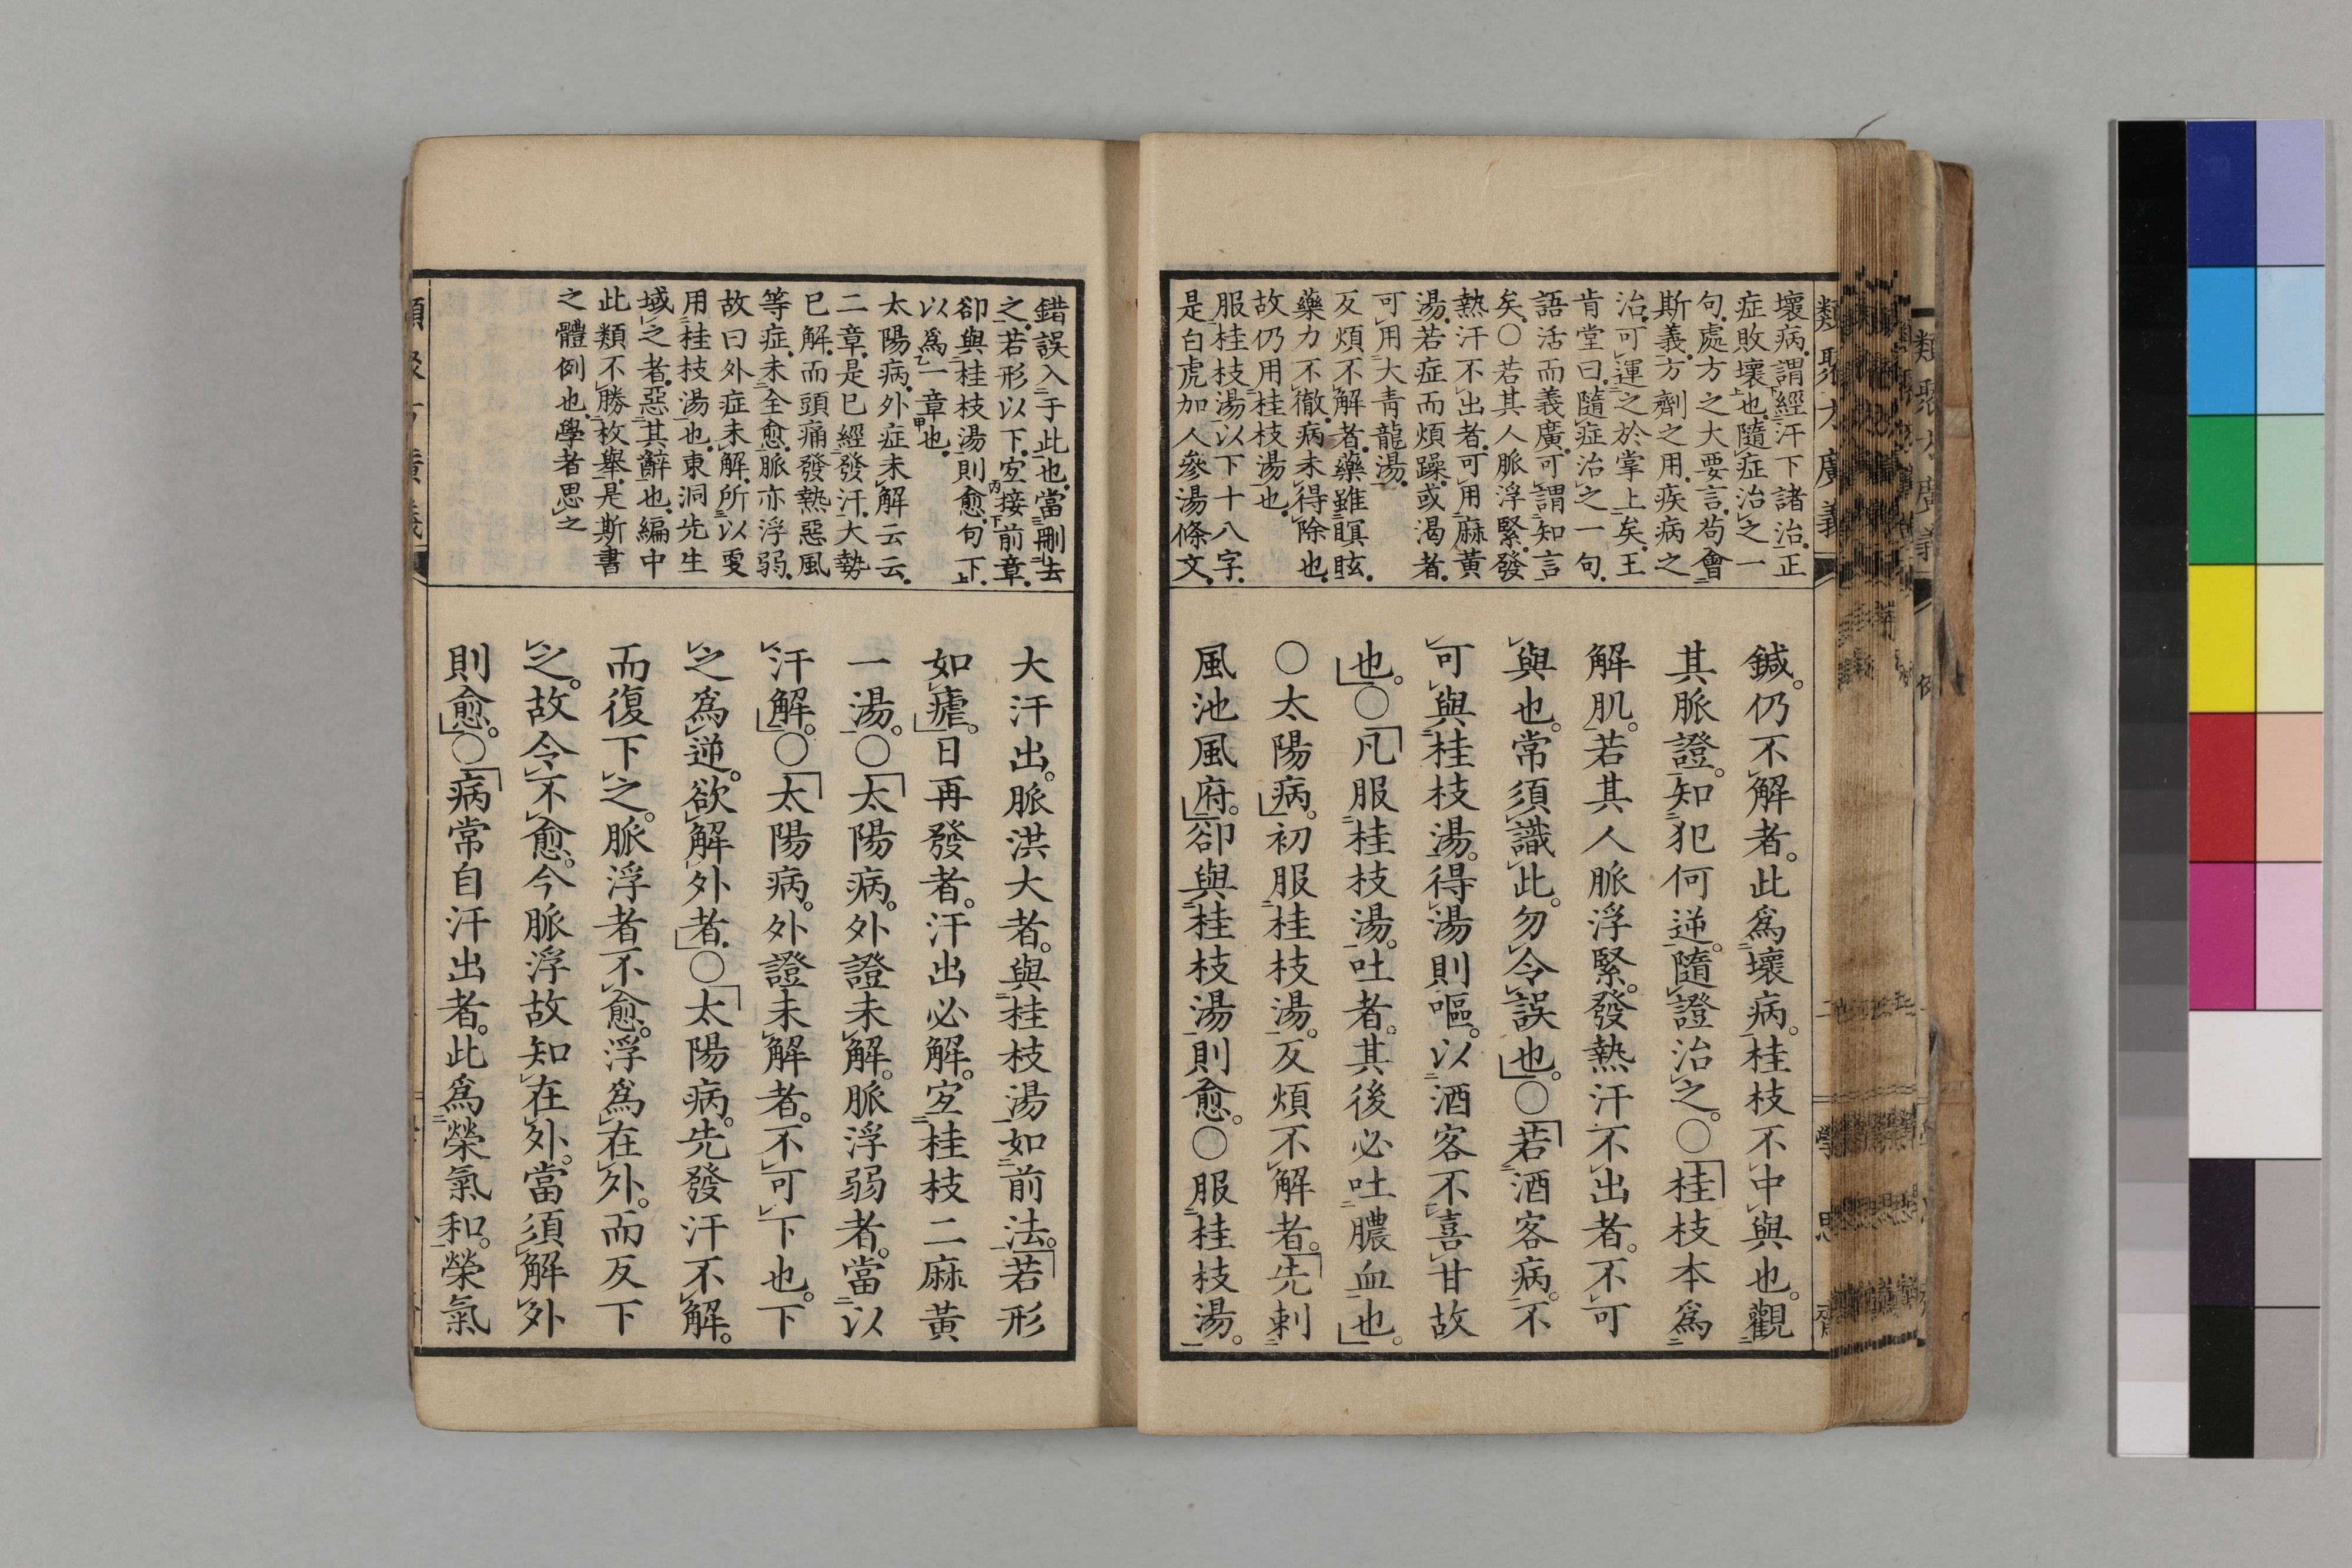 類聚方廣義
壞病謂經汗下諸治正
症敗壞也隨症治之一
句處方之大要言苟會
斯義方劑之用疾病之
治可運之於掌上矣王
肯堂曰隨症治之一句
語活而義廣可謂知言
矣○若其人脈浮緊發
熱汗不出者可用麻黃
湯若症而煩躁或渴者
可用大青龍湯
反煩不解者藥雖瞑眩
藥力不徹病未得除也
故仍用桂枝湯也
服桂枝湯以下十八字
是白虎加人參湯條文
鍼。仍不解者。此爲壞病。桂枝不中與也。觀
其脈證。知犯何逆。隨證治之。○「桂枝本爲
解肌。若其人脈浮緊。發熱汗不出者。不可
與也。常須識此。勿令誤也。」○「若酒客病。不
可與桂枝湯。得湯則嘔。以酒客不喜甘故
也。」○「凡服桂枝湯。吐者。其後必吐膿血也。」
○太陽病。」初服桂枝湯。反煩不解者。「先刺
風池風府。」卻與桂枝湯則愈。○服桂枝湯。
錯誤入于此也當刪去
之若形以下宜接前章
卻與桂枝湯則愈句下
以爲一章也
太陽病外症未解云云
二章是已經發汗大勢
已解而頭痛發熱惡風
等症未全愈脈亦浮弱
故曰外症未解所以更
用桂枝湯也東洞先生
域之者惡其辭也編中
此類不勝枚舉是斯書
之體例也學者思之
大汗出。脈洪大者。與桂枝湯如前法。「若形
如瘧。」日再發者。汗出必解。宜桂枝二麻黃
一湯。○「太陽病。外證未解。脈浮弱者。當以
汗解。」○「太陽病。外證未解者。不可下也。下
之爲逆。欲解外者。」○「太陽病。先發汗不解。
而復下之。脈浮者不愈。浮爲在外。而反下
之。故令不愈。今脈浮故知在外。當須解外
則愈。」○「病常自汗出者。此爲榮氣和。榮氣